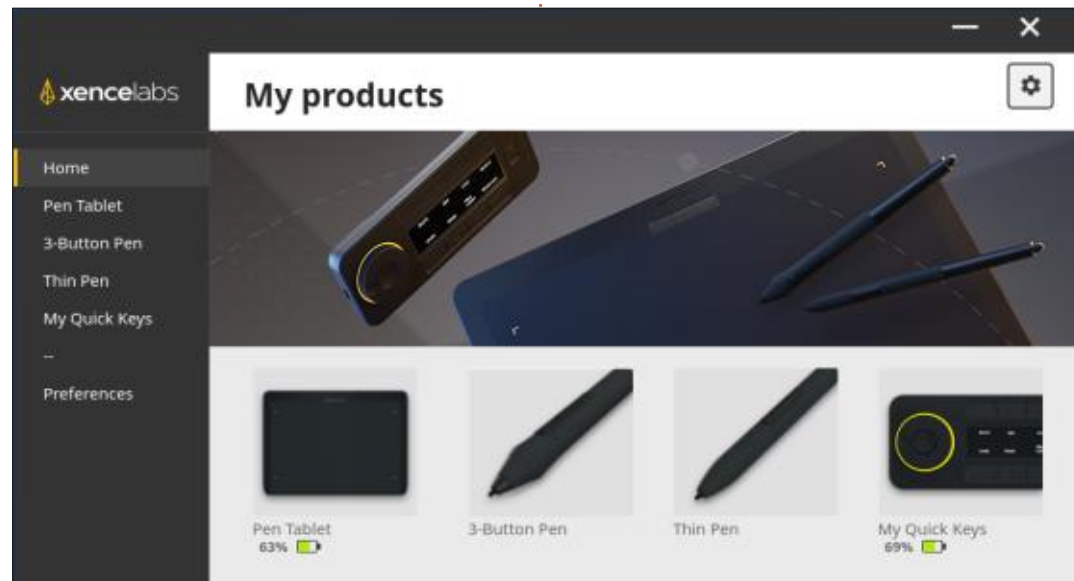 xencelabs
My products
Home
Pen Tablet
3-Button Pen
Thin Pen
My Quick Keys
--
Preferences
Pen Tablet
63%
3-Button Pen
Thin Pen
My Quick Keys
69%